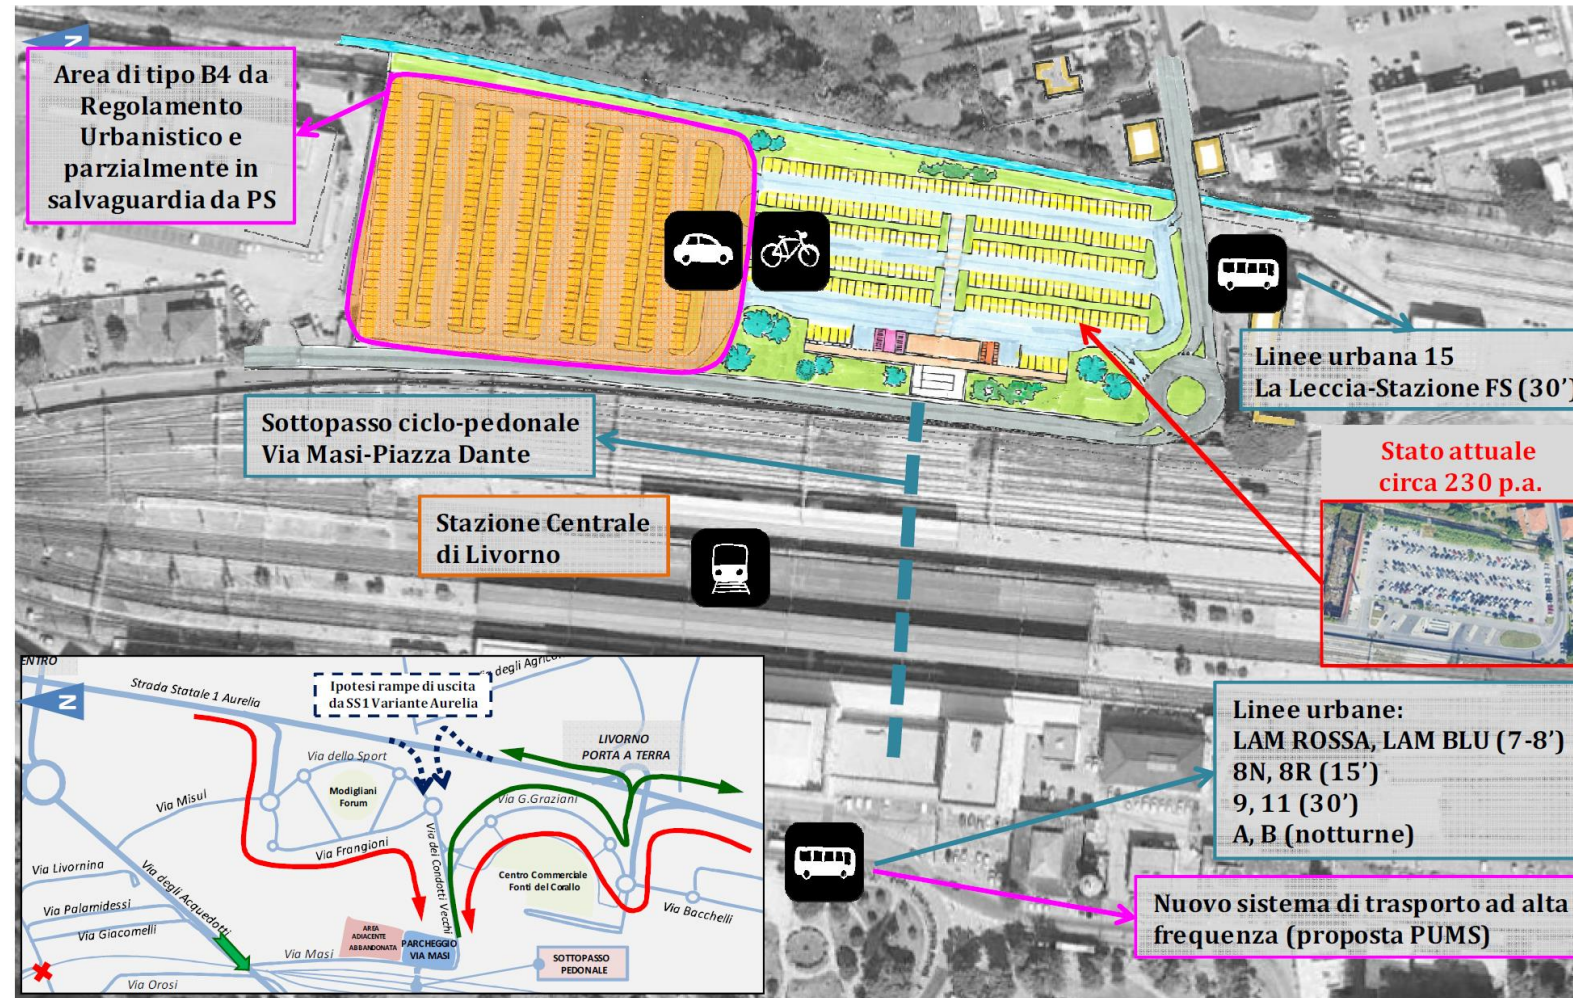 N
Area di tipo B4 da
Regolamento
Urbanistico e
parzialmente in
salvaguardia da PS
Linee urbana 15
La Leccia-Stazione FS (30')
Sottopasso ciclo-pedonale
Via Masi-Piazza Dante
Stato attuale
circa 230 p.a.
Stazione Centrale
di Livorno
Linee urbane:
LAM ROSSA, LAM BLU (7-8')
8N, 8R (15')
9, 11 (30')
A, B (notturne)
Nuovo sistema di trasporto ad alta
frequenza (proposta PUMS)
ENTRO
N
Strada Statale 1 Aurelia
Ipotesi rampe di uscita
da SS1 Variante Aurelia
degli Agric
LIVORNO
PORTA A TERRA
Via dello Sport
Modigliani
Forum
Via Misul
Via G.Graziani
Via Frangioni
Via dei Condotti Vecchi
Centro Commerciale
Fonti del Corallo
Via Livornina
Via degli Acquedotti
Via Palamidessi
Via Bacchelli
Via Giacomelli
AREA
ADIACENTE
ABBANDONATA
PARCHEGGIO
VIA MASI
Via Masi
SOTTOPASSO
PEDONALE
Via Orosi